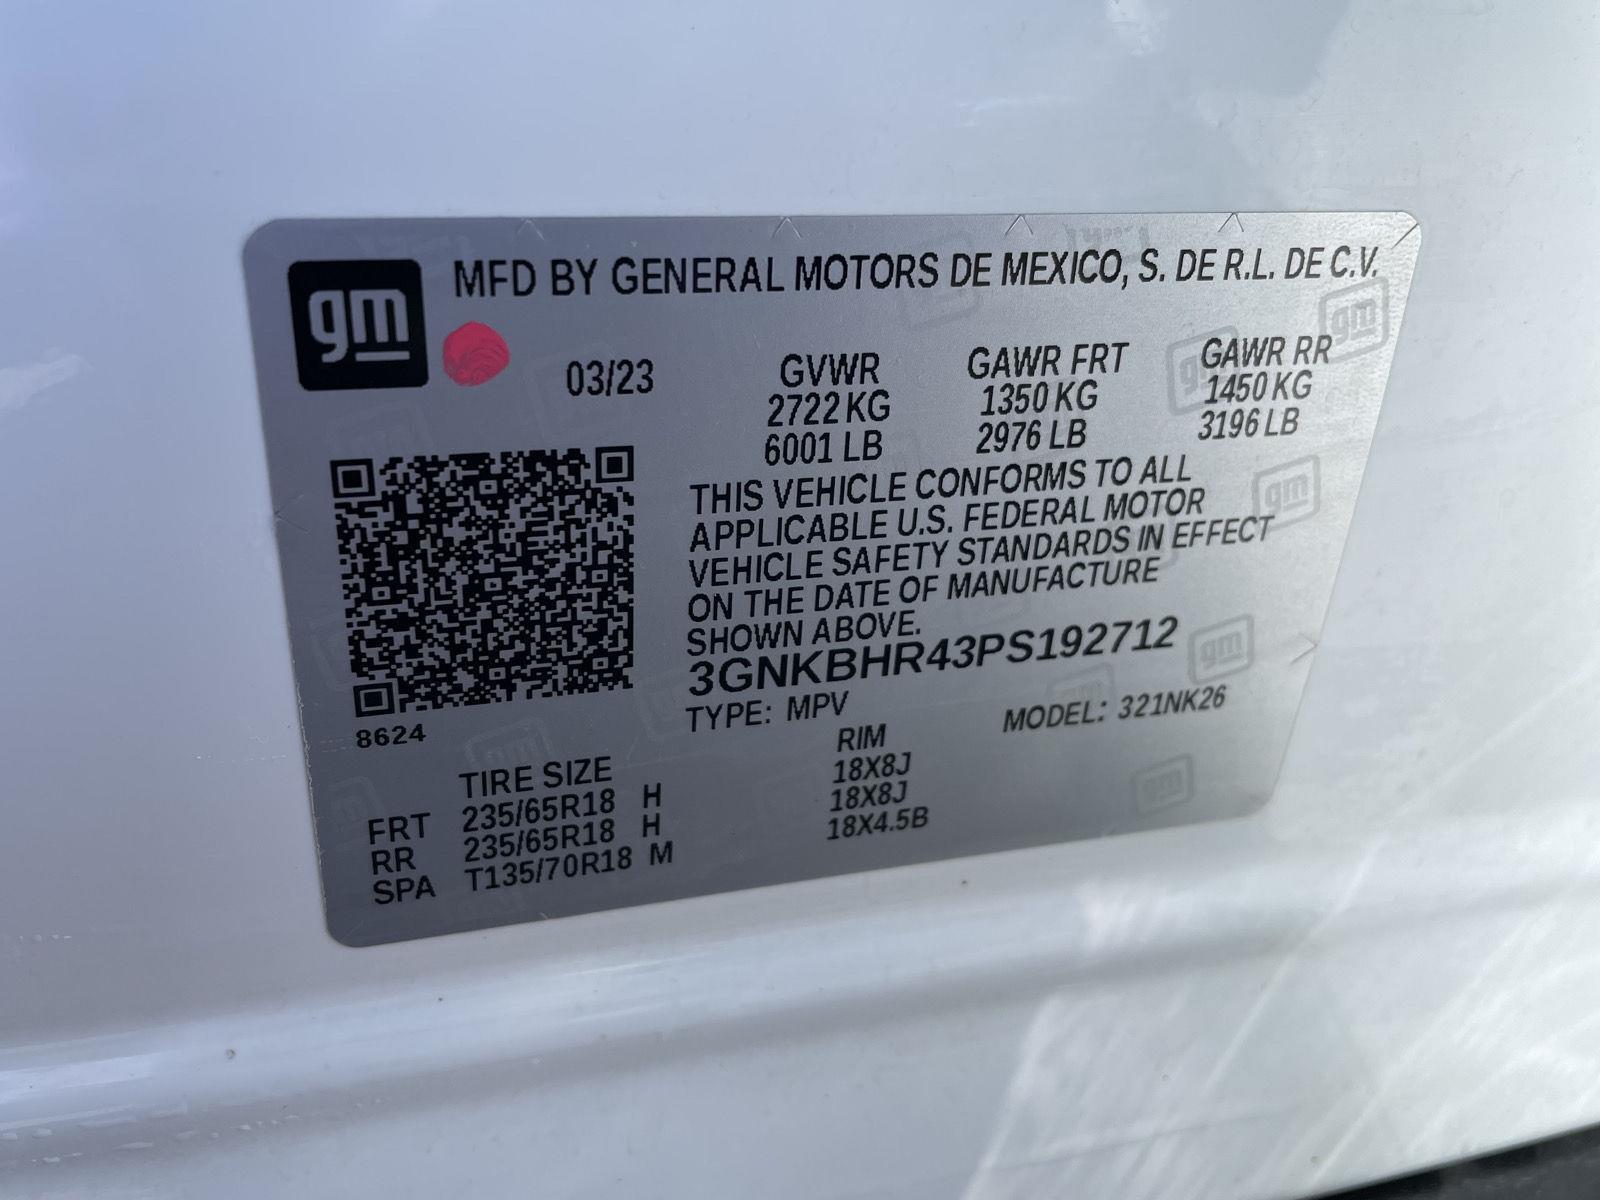 gm
MFD BY GENERAL MOTORS DE MEXICO, S. DE R.L. DE C.V.
03/23
GVWR GAWR FRT GAWR RR
2722 KG 1350 KG 1450 KG
6001 LB 2976 LB 3196 LB
THIS VEHICLE CONFORMS TO ALL
APPLICABLE U.S. FEDERAL MOTOR
VEHICLE SAFETY STANDARDS IN EFFECT
ON THE DATE OF MANUFACTURE
SHOWN ABOVE.
3GNKBHR43PS192712
TYPE: MPV MODEL: 321NK26
8624
TIRE SIZE RIM
FRT 235/65R18 H 18X8J
RR 235/65R18 H 18X8J
SPA T135/70R18 M 18X4.5B